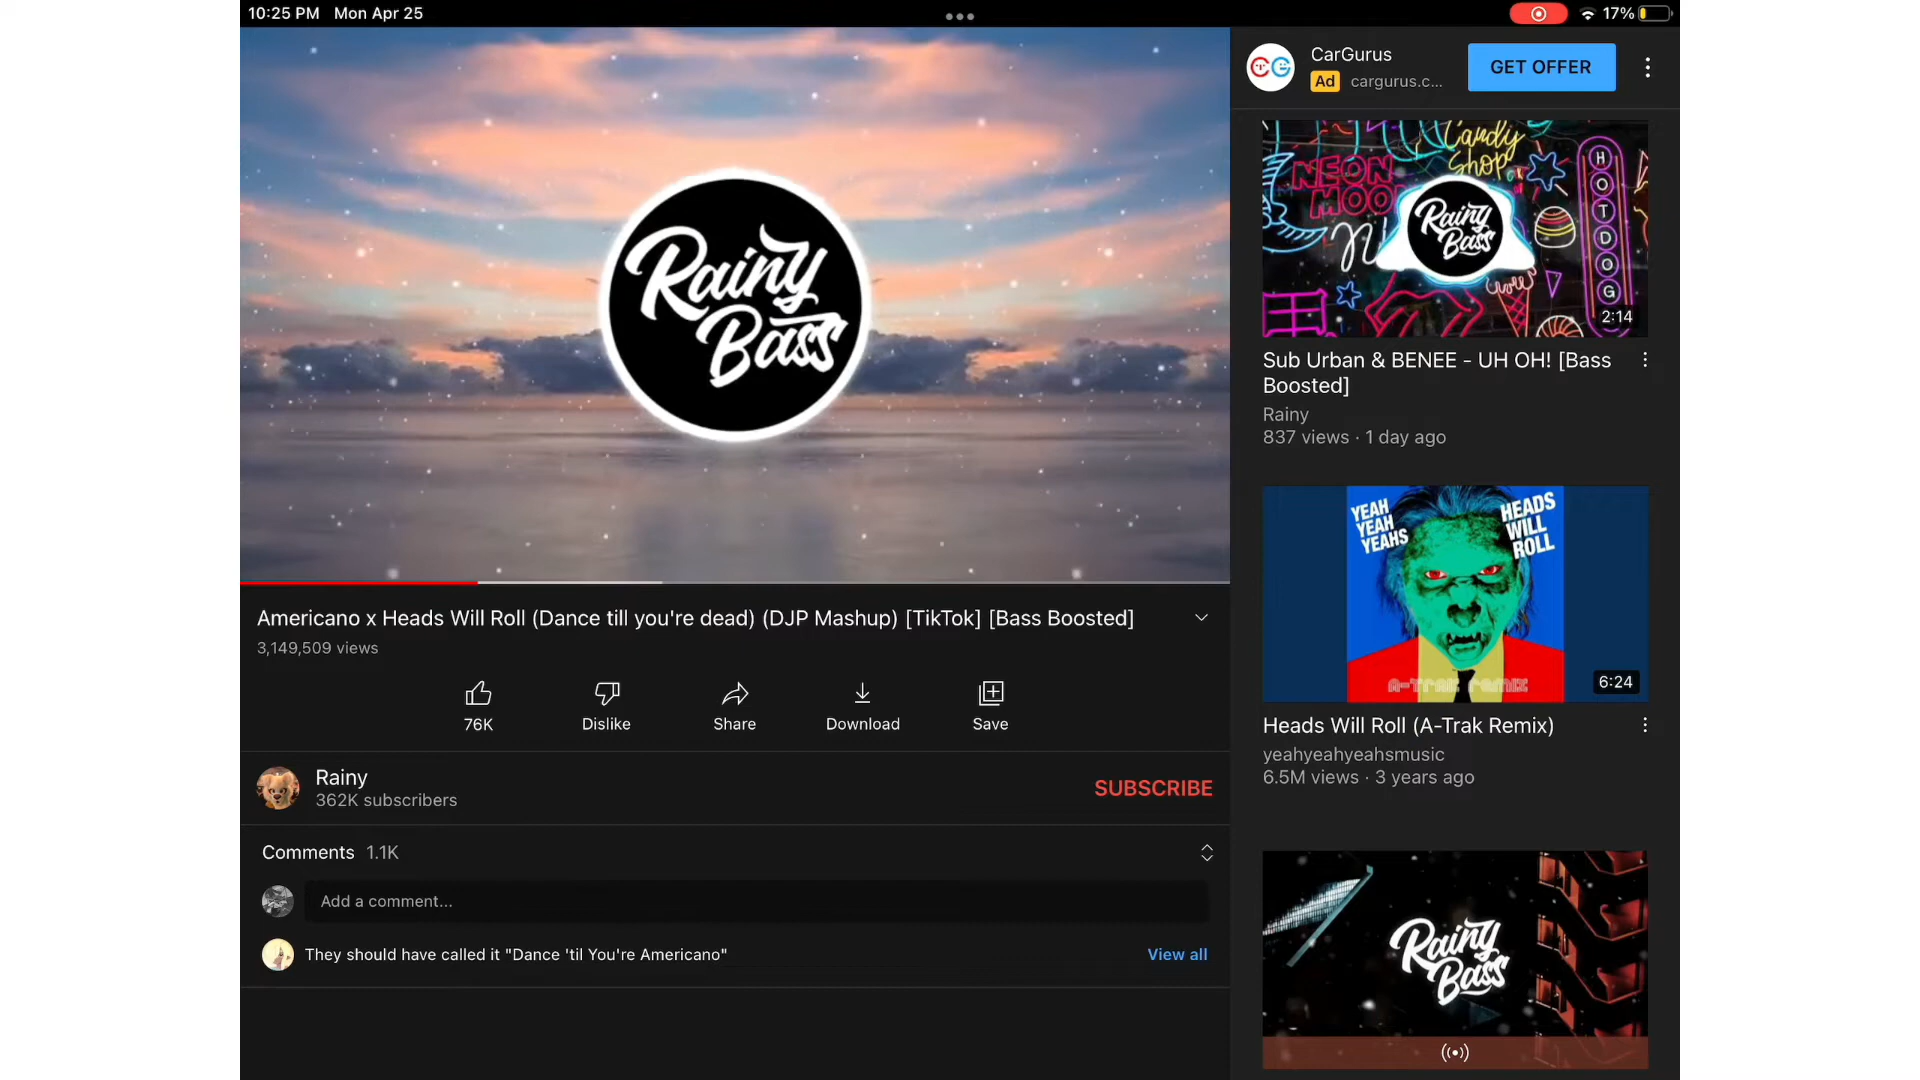 10:25 PM Mon Apr 25
17%
Rainy
Bass
Americano x Heads Will Roll (Dance till you're dead) (DJP Mashup) [TikTok] [Bass Boosted]
3,149,509 views
76K
Dislike
Share
Download
Save
Rainy
362K subscribers
SUBSCRIBE
Comments 1.1K
Add a comment...
They should have called it "Dance 'til You're Americano"
View all
CG
CarGurus
Ad cargurus.c...
GET OFFER
Candy
Shop
NEON
MOO
HOTDOG
Rainy
Bass
2:14
Sub Urban & BENEE - UH OH! [Bass
Boosted]
Rainy
837 views · 1 day ago
YEAH
YEAH
YEAHS
HEADS
WILL
ROLL
A-TRAK REMIX
6:24
Heads Will Roll (A-Trak Remix)
yeahyeahyeahsmusic
6.5M views · 3 years ago
Rainy
Bass